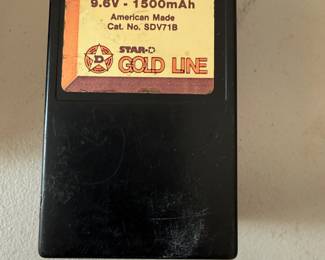 9.6V - 1500mAh
American Made
Cat. No. SDV71B
D STAR-D
GOLD LINE